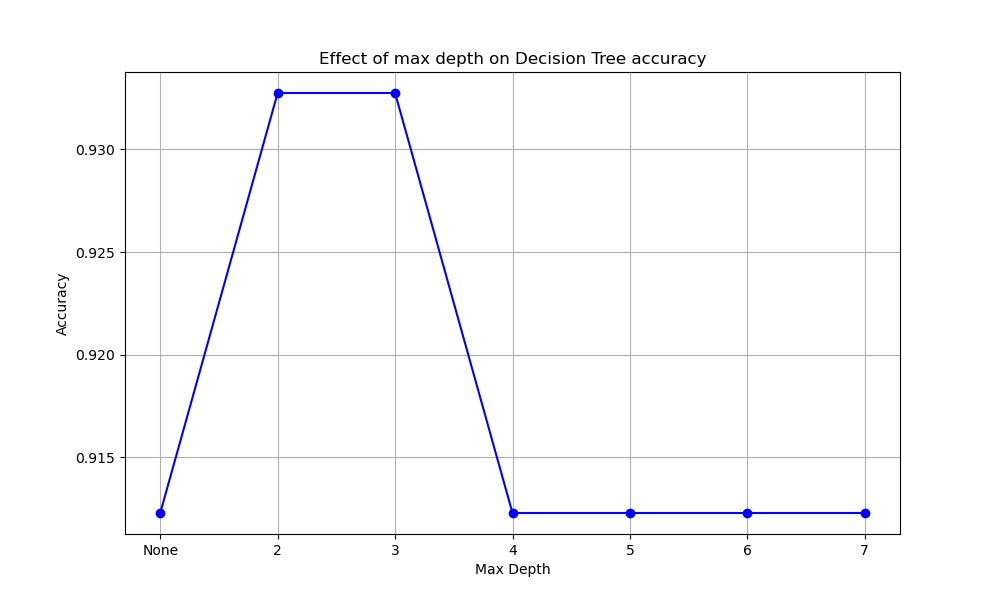 Effect of max depth on Decision Tree accuracy
0.930
0.925
0.920
0.915
Accuracy
None 2 3 4 5 6 7
Max Depth